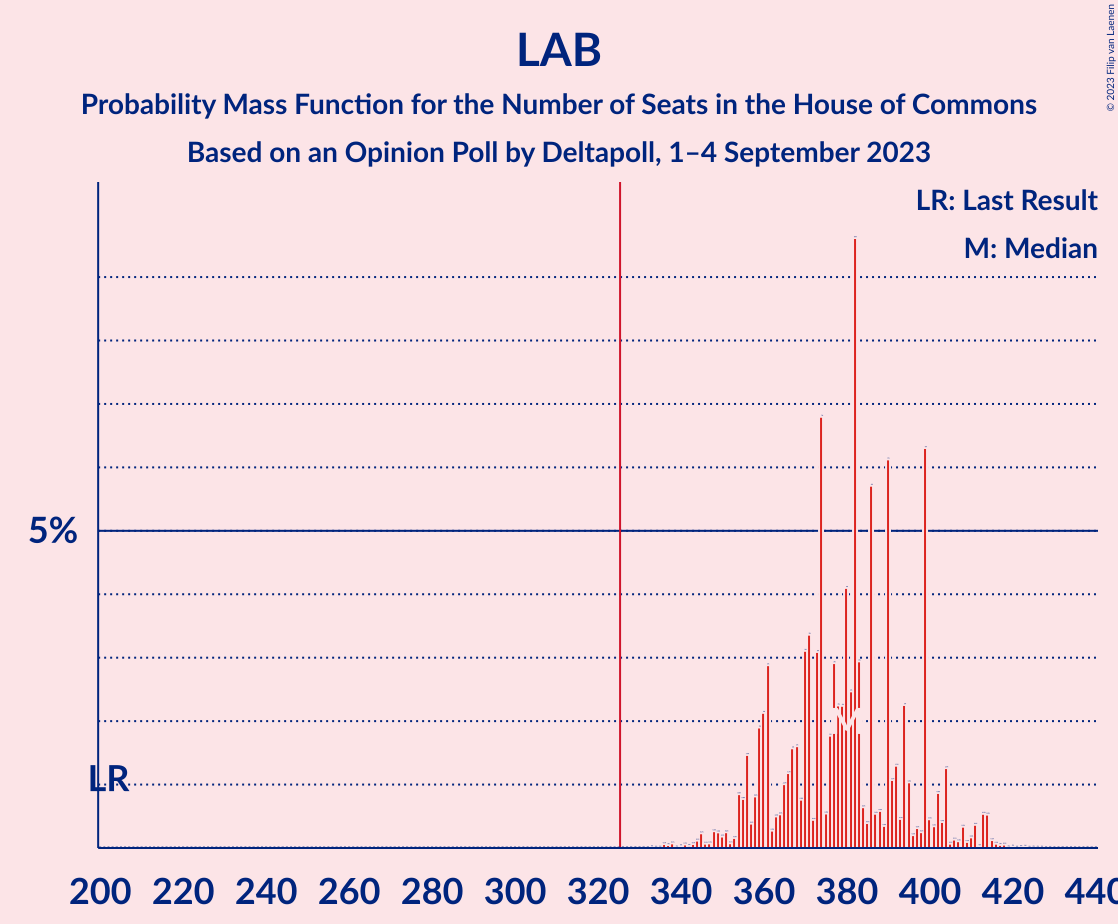 LAB
Probability Mass Function for the Number of Seats in the House of Commons
Based on an Opinion Poll by Deltapoll, 1–4 September 2023
© 2023 Filip van Laenen
LR: Last Result
M: Median
5%
LR
M
200 220 240 260 280 300 320 340 360 380 400 420 440